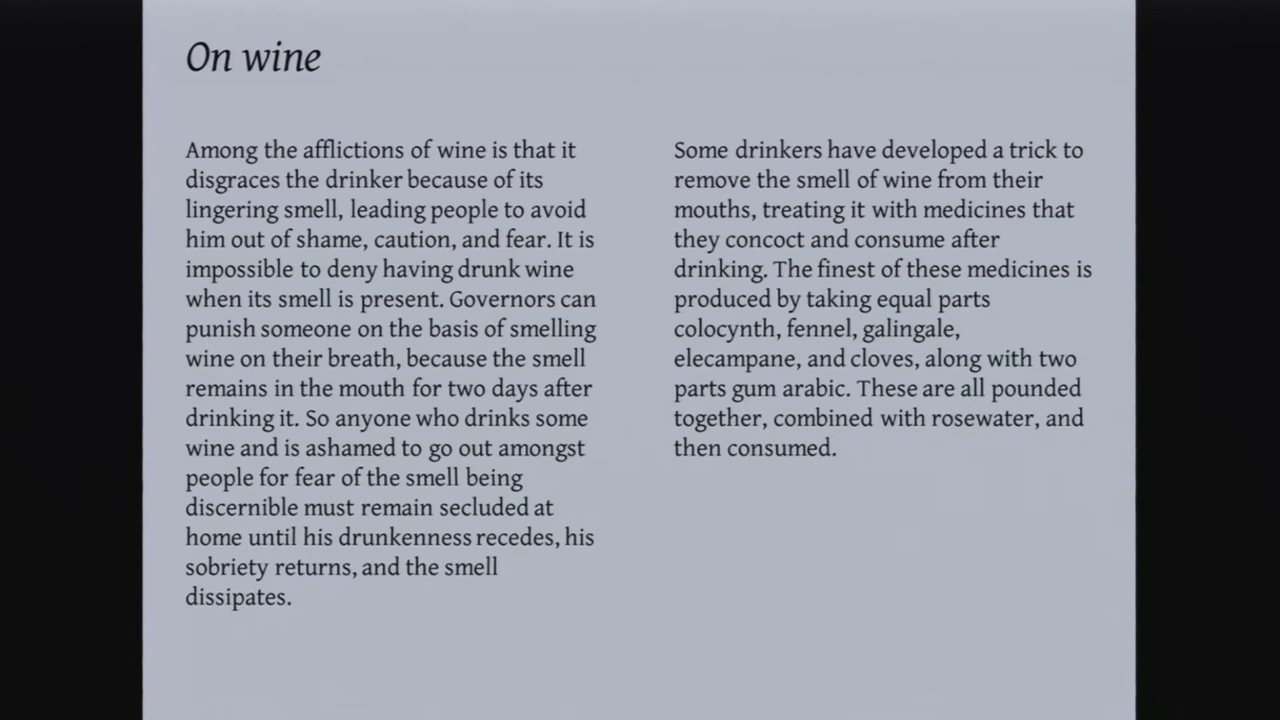 On wine
Among the afflictions of wine is that it
disgraces the drinker because of its
lingering smell, leading people to avoid
him out of shame, caution, and fear. It is
impossible to deny having drunk wine
when its smell is present. Governors can
punish someone on the basis of smelling
wine on their breath, because the smell
remains in the mouth for two days after
drinking it. So anyone who drinks some
wine and is ashamed to go out amongst
people for fear of the smell being
discernible must remain secluded at
home until his drunkenness recedes, his
sobriety returns, and the smell
dissipates.
Some drinkers have developed a trick to
remove the smell of wine from their
mouths, treating it with medicines that
they concoct and consume after
drinking. The finest of these medicines is
produced by taking equal parts
colocynth, fennel, galingale,
elecampane, and cloves, along with two
parts gum arabic. These are all pounded
together, combined with rosewater, and
then consumed.